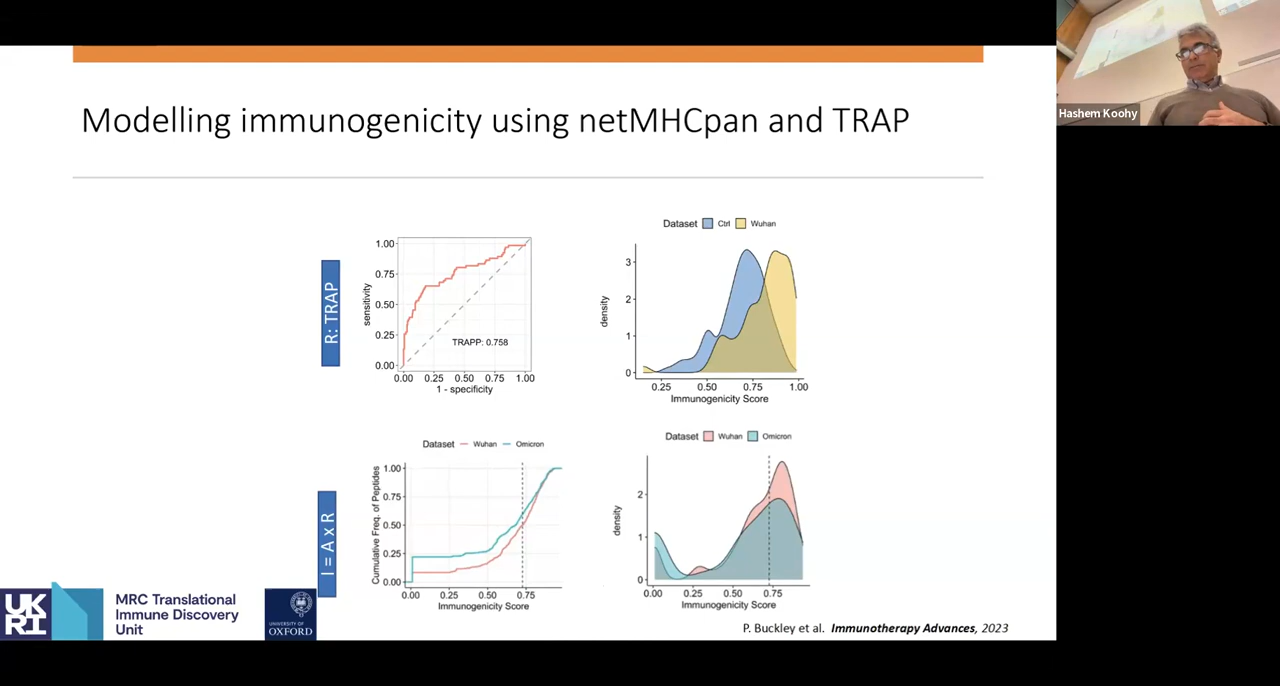 Hashem Koohy
Modelling immunogenicity using netMHCpan and TRAP
R: TRAP
1.00
0.75
0.50
0.25
0.00
sensitivity
TRAPP: 0.758
0.00 0.25 0.50 0.75 1.00
1 - specificity
Dataset Ctrl Wuhan
3
2
1
0
density
0.25 0.50 0.75 1.00
Immunogenicity Score
I = A x R
Dataset Wuhan Omicron
1.00
0.75
0.50
0.25
0.00
Cumulative Freq. of Peptides
0.00 0.25 0.50 0.75
Immunogenicity Score
Dataset Wuhan Omicron
2
1
0
density
0.00 0.25 0.50 0.75
Immunogenicity Score
UK
RI
MRC Translational
Immune Discovery
Unit
UNIVERSITY OF
OXFORD
P. Buckley et al. Immunotherapy Advances, 2023